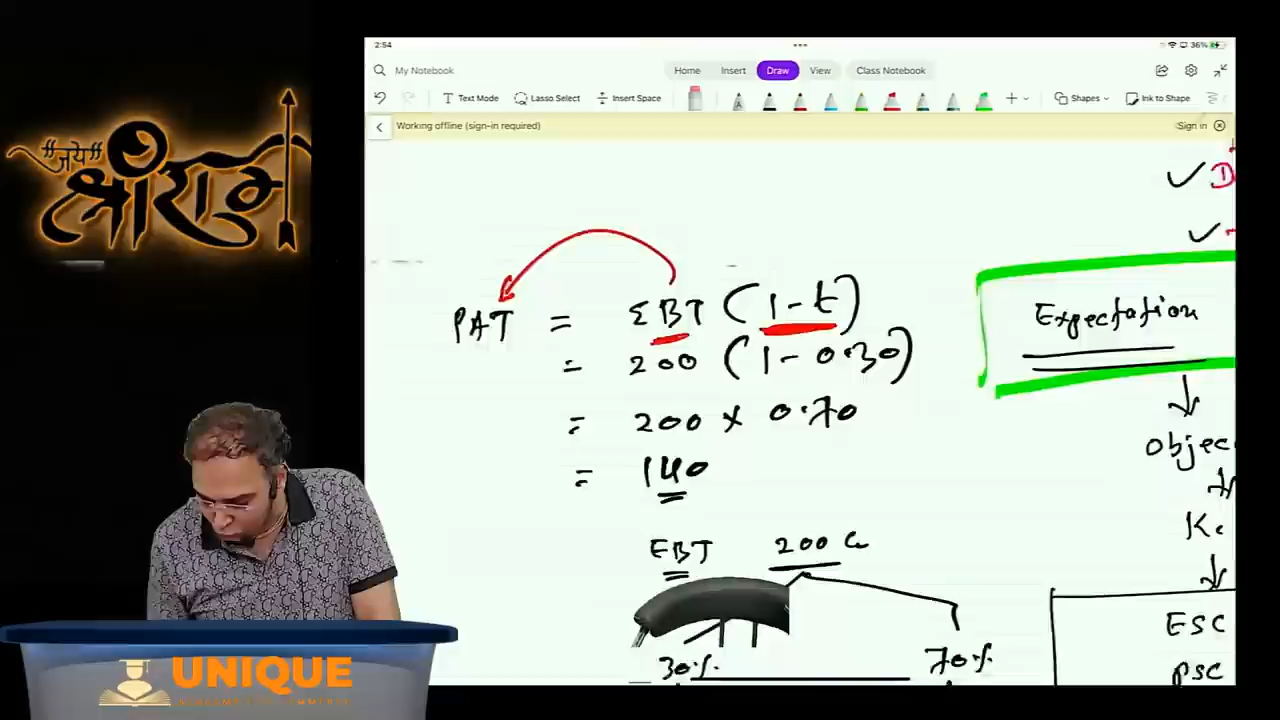 "जय"
श्री राम
2:54
36%
My Notebook
Home Insert Draw View Class Notebook
Text Mode Lasso Select Insert Space Shapes Ink to Shape
Working offline (sign-in required) Sign in
PAT = EBT (1-t)
= 200 (1-0.30)
= 200 x 0.70
= 140
EBT 200 Cr
30% 70%
D
Expectation
Objec
Ke
ESC
PSC
UNIQUE